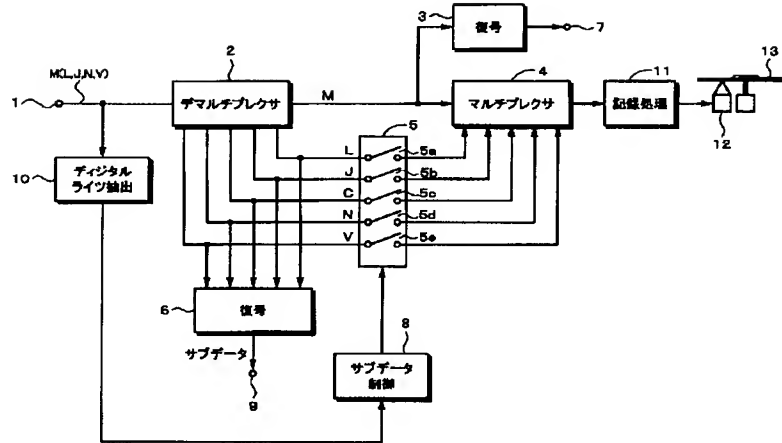 3
復号
7
2
4
11
13
M(L,J,N,V)
1
デマルチプレクサ
M
マルチプレクサ
記録処理
12
5
L
5a
J
5b
C
5c
N
5d
V
5e
10
ディジタル
ライツ抽出
6
復号
サブデータ
9
8
サブデータ
制御